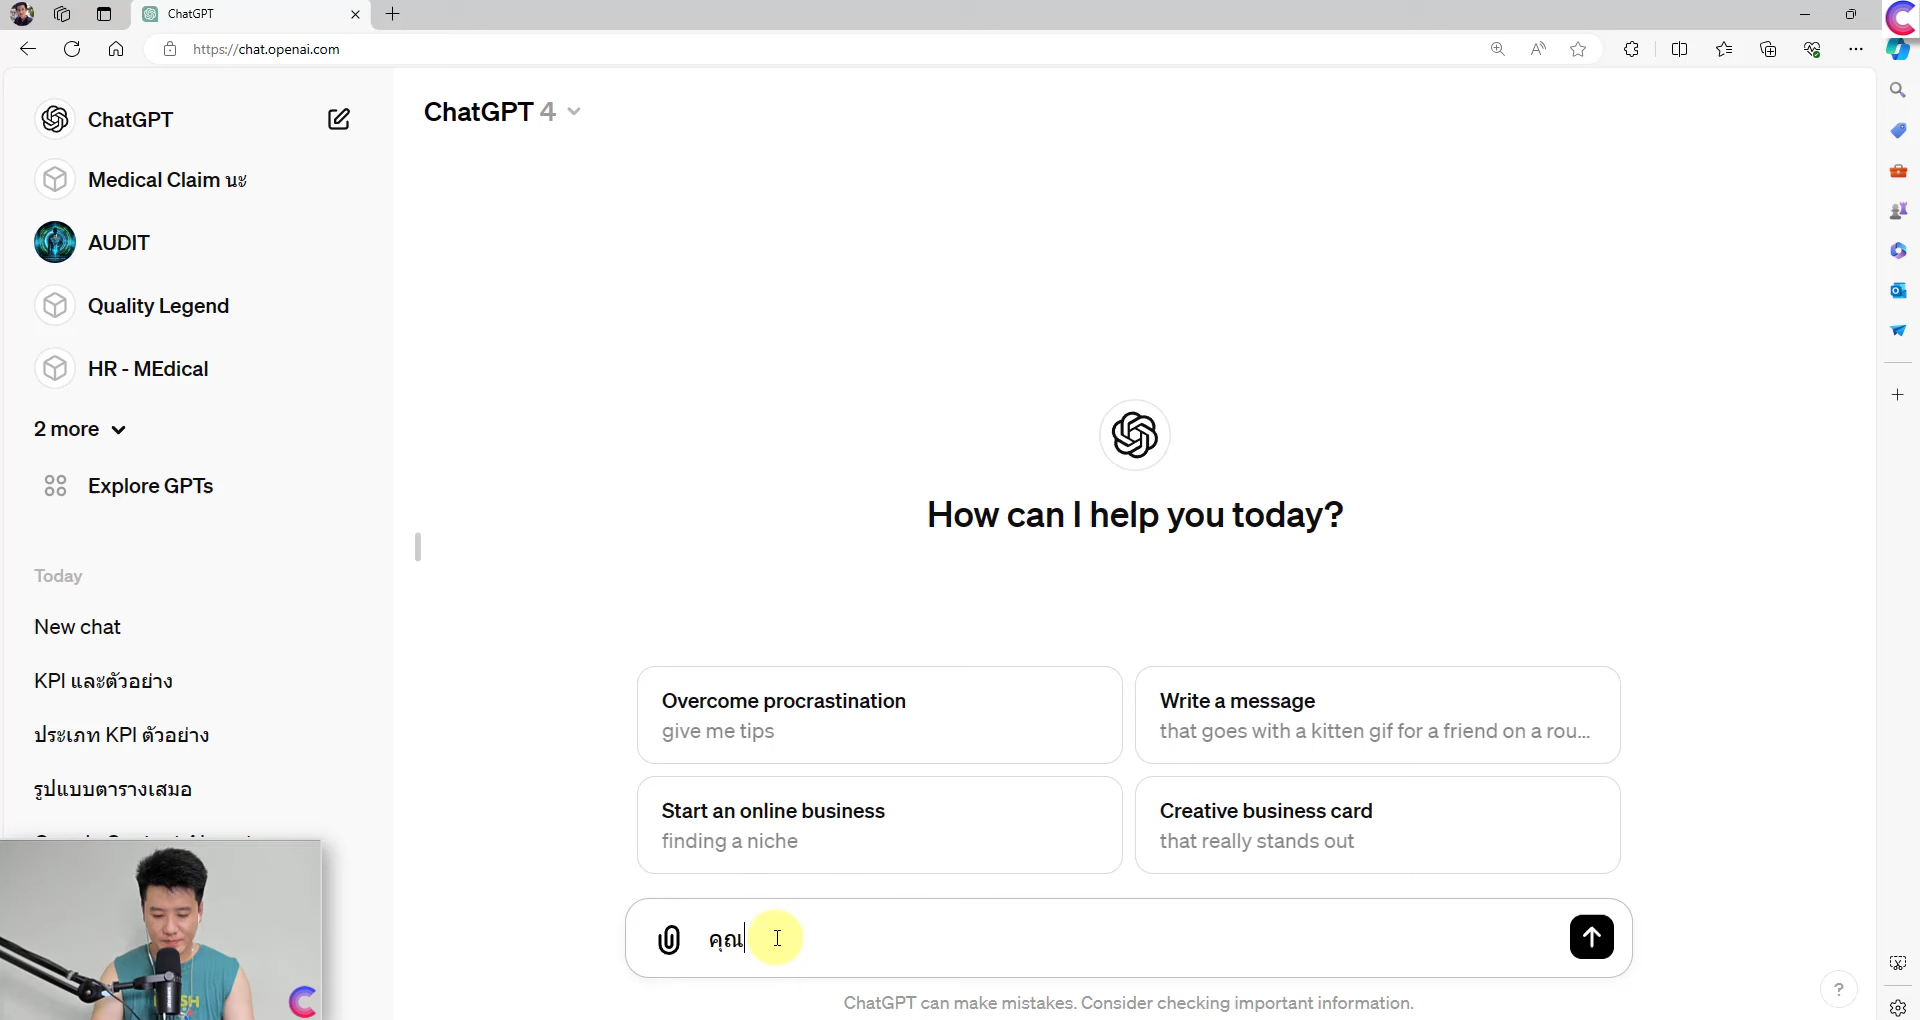 ChatGPT
https://chat.openai.com
ChatGPT
Medical Claim นะ
AUDIT
Quality Legend
HR - MEdical
2 more
Explore GPTs
Today
New chat
KPI และตัวอย่าง
ประเภท KPI ตัวอย่าง
รูปแบบตารางเสมอ
ChatGPT 4
How can I help you today?
Overcome procrastination
give me tips
Write a message
that goes with a kitten gif for a friend on a rou...
Start an online business
finding a niche
Creative business card
that really stands out
คุณ
ChatGPT can make mistakes. Consider checking important information.
?